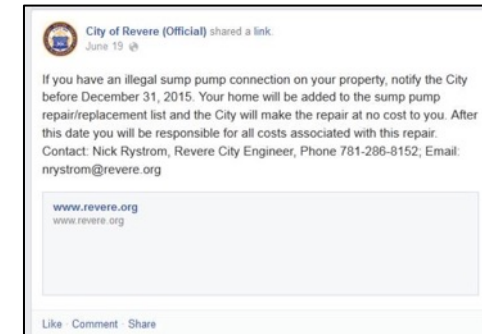 City of Revere (Official) shared a link.
June 19
If you have an illegal sump pump connection on your property, notify the City
before December 31, 2015. Your home will be added to the sump pump
repair/replacement list and the City will make the repair at no cost to you. After
this date you will be responsible for all costs associated with this repair.
Contact: Nick Rystrom, Revere City Engineer, Phone 781-286-8152; Email:
nrystrom@revere.org
www.revere.org
www.revere.org
Like · Comment · Share